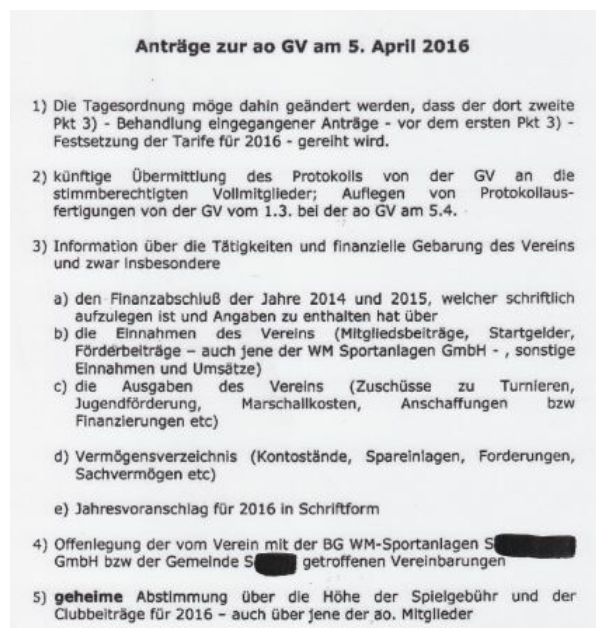 Anträge zur ao GV am 5. April 2016
1) Die Tagesordnung möge dahin geändert werden, dass der dort zweite
Pkt 3) - Behandlung eingegangener Anträge - vor dem ersten Pkt 3) -
Festsetzung der Tarife für 2016 - gereiht wird.
2) künftige Übermittlung des Protokolls von der GV an die
stimmberechtigten Vollmitglieder; Auflegen von Protokollaus-
fertigungen von der GV vom 1.3. bei der ao GV am 5.4.
3) Information über die Tätigkeiten und finanzielle Gebarung des Vereins
und zwar insbesondere
a) den Finanzabschluß der Jahre 2014 und 2015, welcher schriftlich
aufzulegen ist und Angaben zu enthalten hat über
b) die Einnahmen des Vereins (Mitgliedsbeiträge, Startgelder,
Förderbeiträge – auch jene der WM Sportanlagen GmbH - , sonstige
Einnahmen und Umsätze)
c) die Ausgaben des Vereins (Zuschüsse zu Turnieren,
Jugendförderung, Marschallkosten, Anschaffungen bzw
Finanzierungen etc)
d) Vermögensverzeichnis (Kontostände, Spareinlagen, Forderungen,
Sachvermögen etc)
e) Jahresvoranschlag für 2016 in Schriftform
4) Offenlegung der vom Verein mit der BG WM-Sportanlagen S
GmbH bzw der Gemeinde S getroffenen Vereinbarungen
5) geheime Abstimmung über die Höhe der Spielgebühr und der
Clubbeiträge für 2016 – auch über jene der ao. Mitglieder